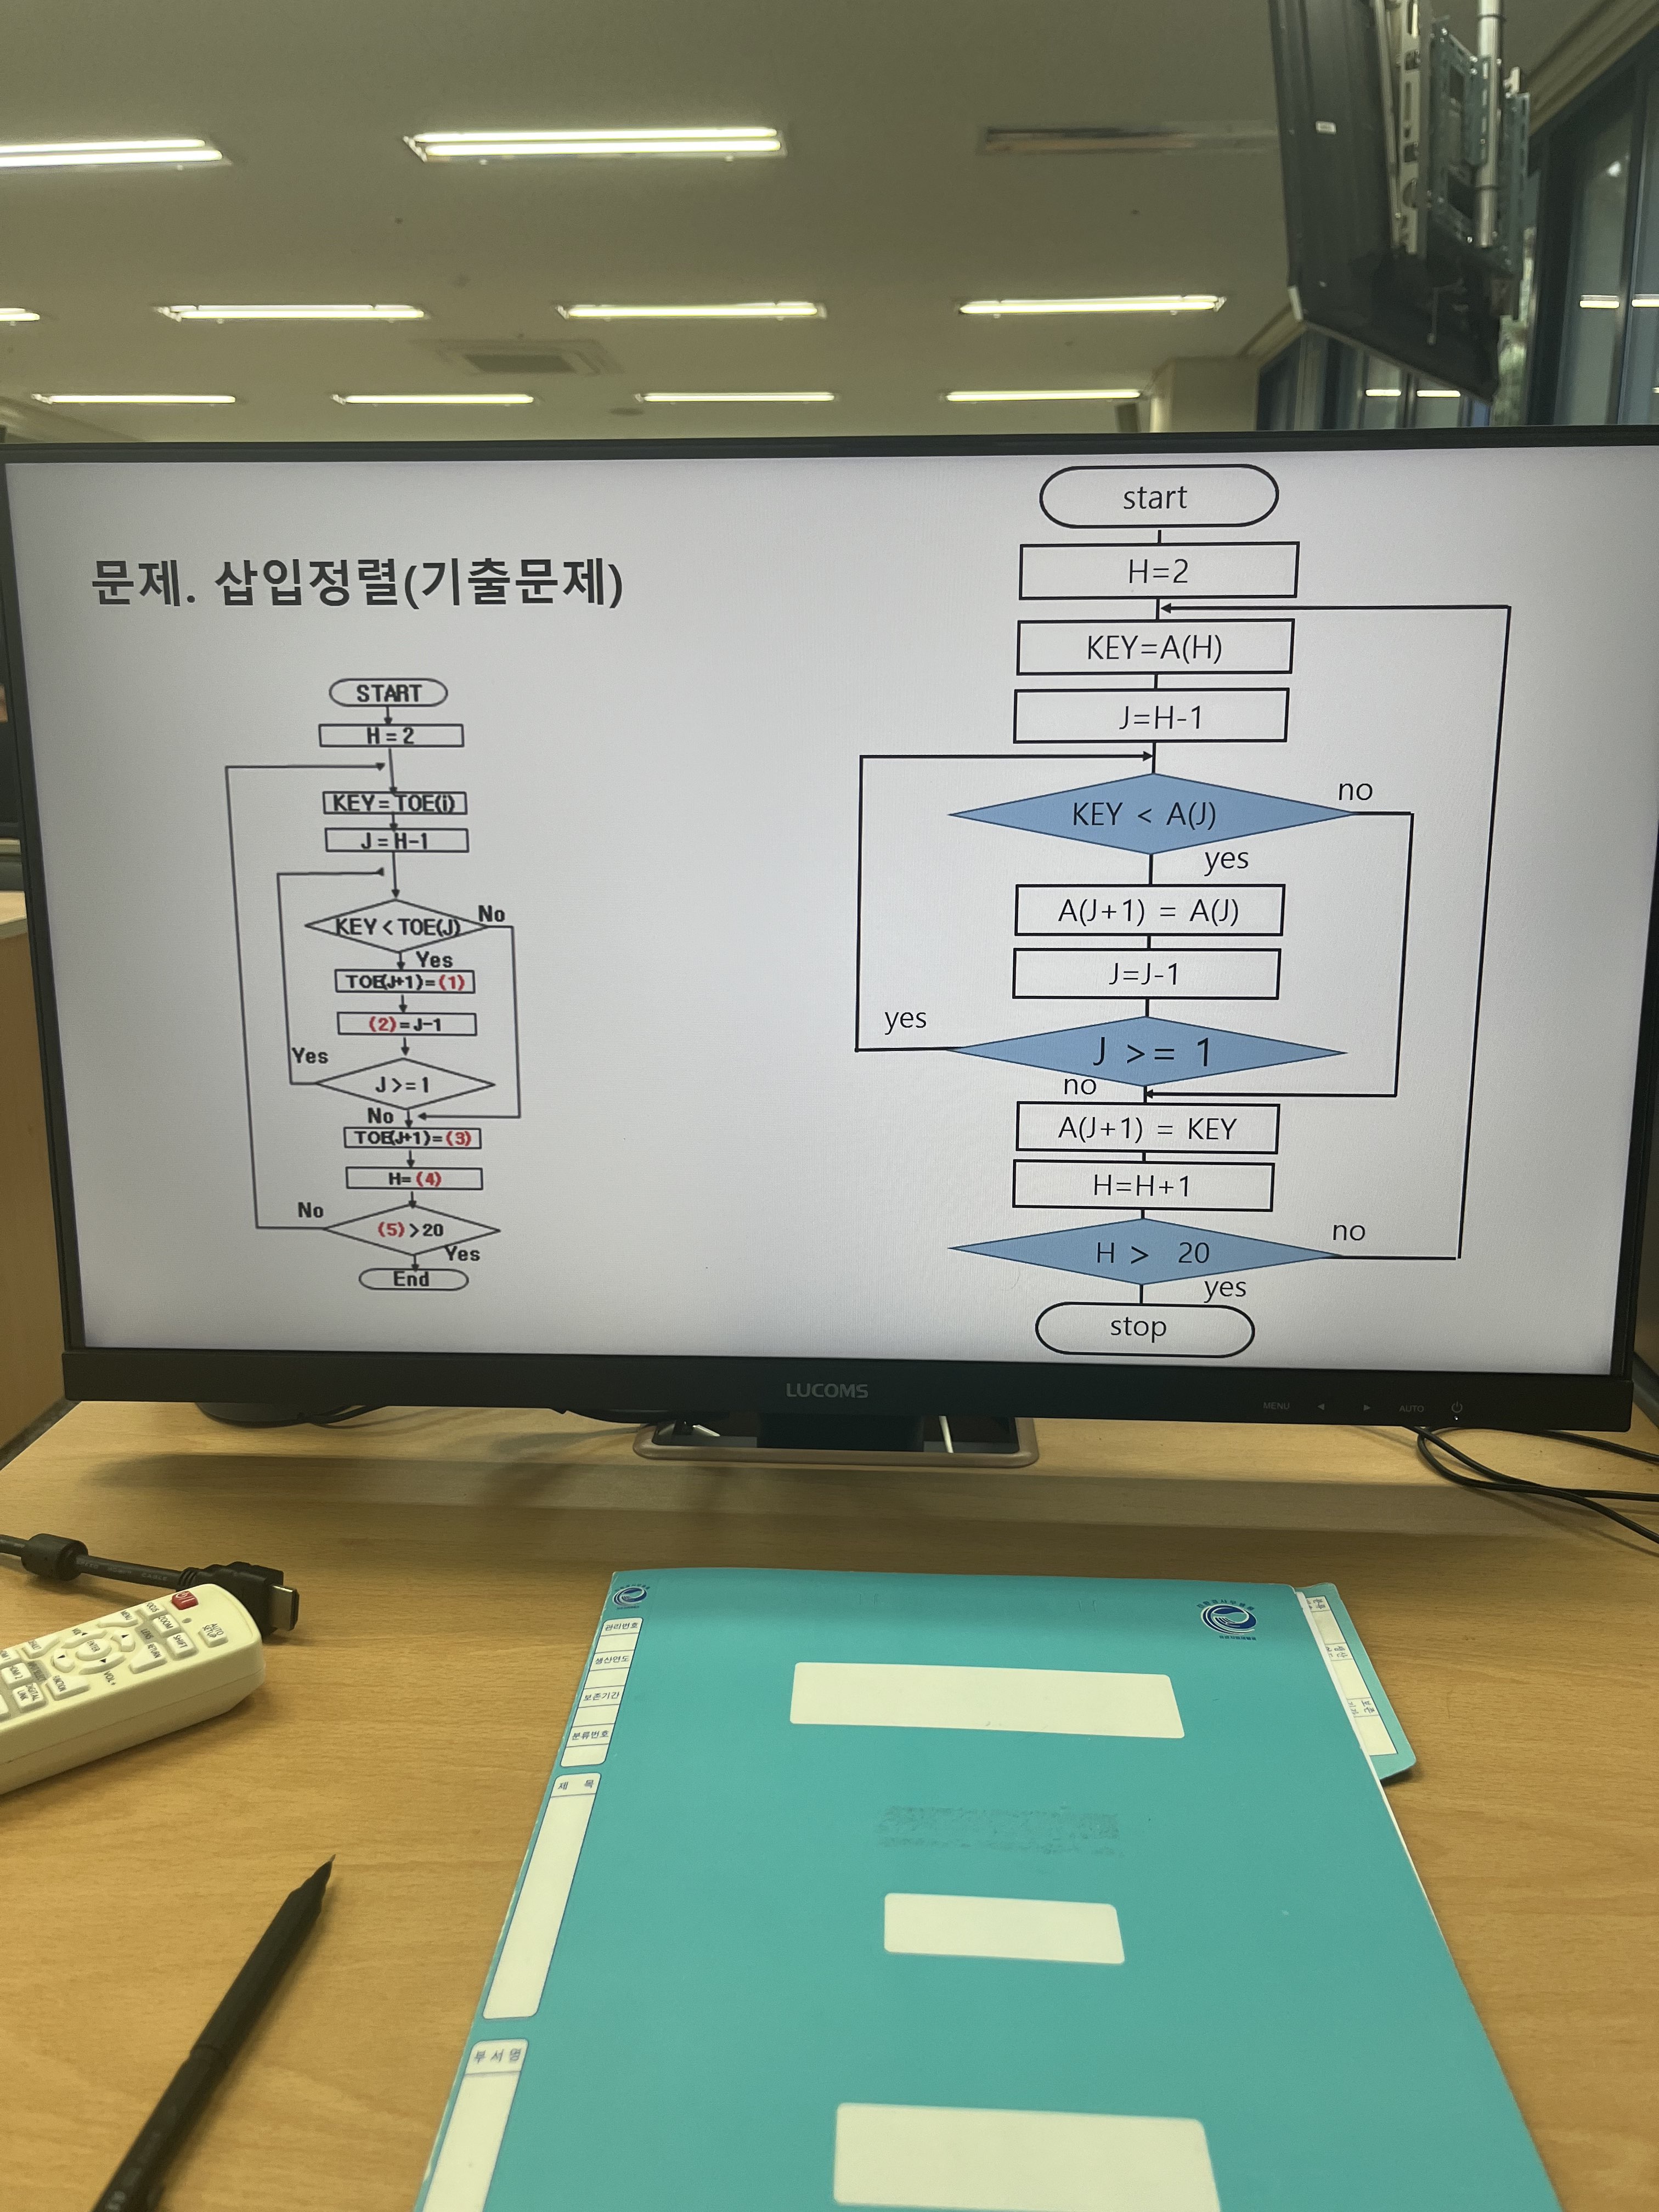 문제. 삽입정렬(기출문제)
START
H = 2
KEY = TOE(i)
J = H-1
KEY < TOE(J)
No
Yes
TOE(J+1)= (1)
(2) = J-1
Yes
J >= 1
No
TOE(J+1)= (3)
H= (4)
No
(5) > 20
Yes
End
start
H=2
KEY=A(H)
J=H-1
no
KEY < A(J)
yes
A(J+1) = A(J)
J=J-1
yes
J >= 1
no
A(J+1) = KEY
H=H+1
no
H > 20
yes
stop
LUCOMS
MENU ◀ ▶ AUTO
관리번호
생산연도
보존기간
분류번호
제 목
부 서 명